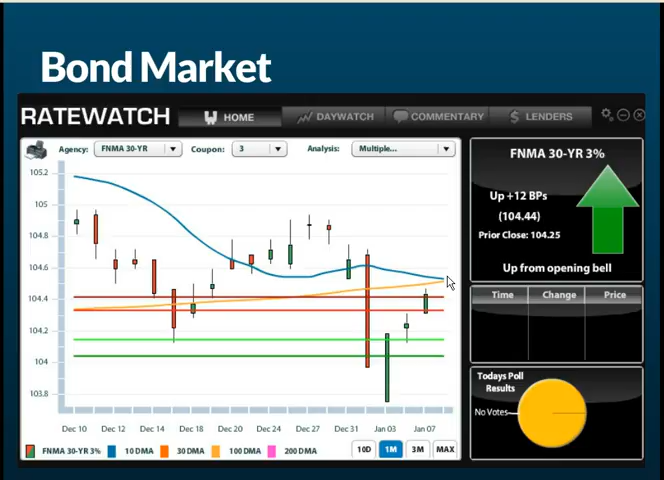 Bond Market
RATEWATCH
HOME
DAYWATCH
COMMENTARY
$ LENDERS
Agency: FNMA 30-YR
Coupon: 3
Analysis: Multiple...
105.2
105
104.8
104.6
104.4
104.2
104
103.8
Dec 10 Dec 12 Dec 14 Dec 18 Dec 20 Dec 24 Dec 27 Dec 31 Jan 03 Jan 07
FNMA 30-YR 3% 10 DMA 30 DMA 100 DMA 200 DMA
10D 1M 3M MAX
FNMA 30-YR 3%
Up +12 BPs
(104.44)
Prior Close: 104.25
Up from opening bell
Time Change Price
Todays Poll
Results
No Votes